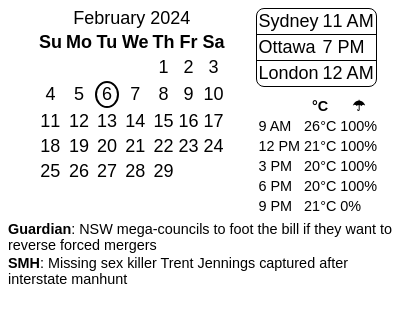 February 2024
Su Mo Tu We Th Fr Sa
1 2 3
4 5 6 7 8 9 10
11 12 13 14 15 16 17
18 19 20 21 22 23 24
25 26 27 28 29
Sydney 11 AM
Ottawa 7 PM
London 12 AM
°C ☂
9 AM 26°C 100%
12 PM 21°C 100%
3 PM 20°C 100%
6 PM 20°C 100%
9 PM 21°C 0%
Guardian: NSW mega-councils to foot the bill if they want to
reverse forced mergers
SMH: Missing sex killer Trent Jennings captured after
interstate manhunt